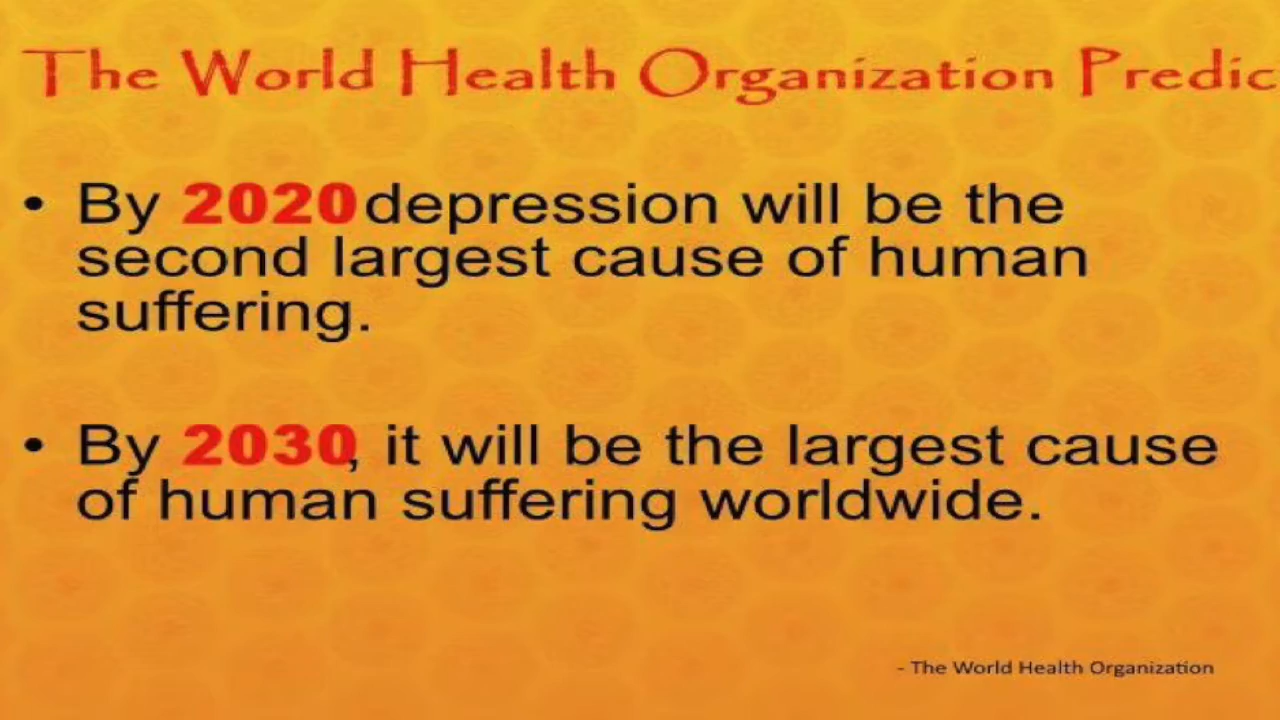 The World Health Organization Predic
• By 2020 depression will be the
second largest cause of human
suffering.
• By 2030, it will be the largest cause
of human suffering worldwide.
- The World Health Organization